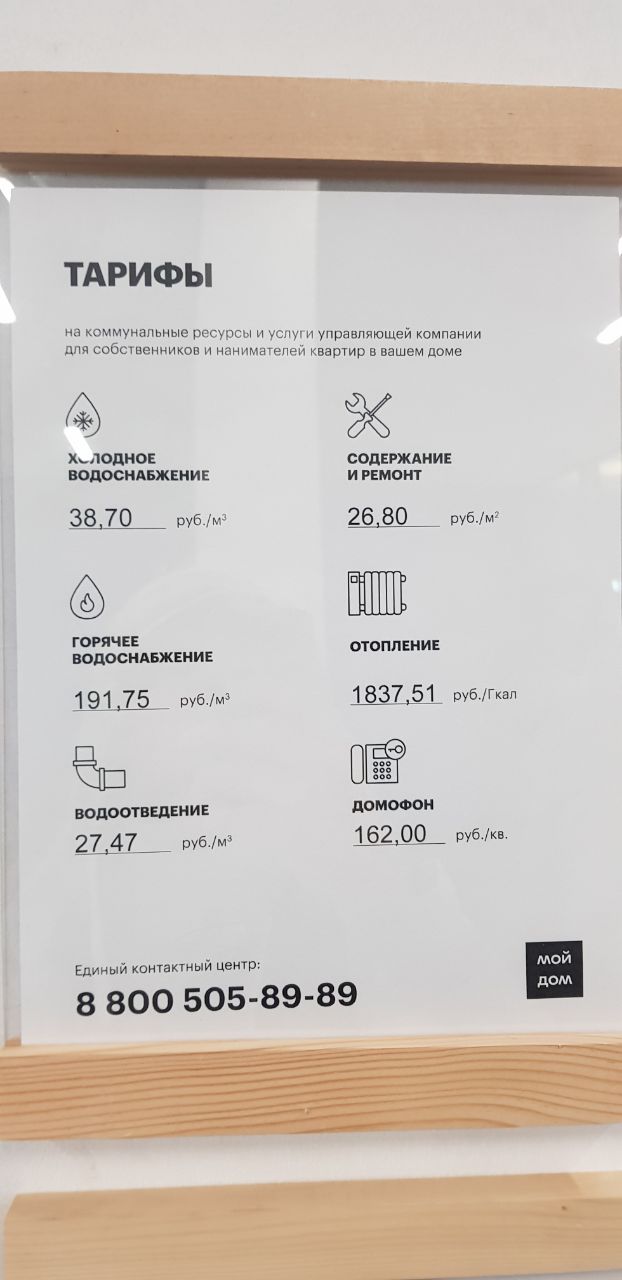 ТАРИФЫ
на коммунальные ресурсы и услуги управляющей компании
для собственников и нанимателей квартир в вашем доме
ХОЛОДНОЕ
ВОДОСНАБЖЕНИЕ
38,70 руб./м³
СОДЕРЖАНИЕ
И РЕМОНТ
26,80 руб./м²
ГОРЯЧЕЕ
ВОДОСНАБЖЕНИЕ
191,75 руб./м³
ОТОПЛЕНИЕ
1837,51 руб./Гкал
ВОДООТВЕДЕНИЕ
27,47 руб./м³
ДОМОФОН
162,00 руб./кв.
Единый контактный центр:
8 800 505-89-89
МОЙ
ДОМ